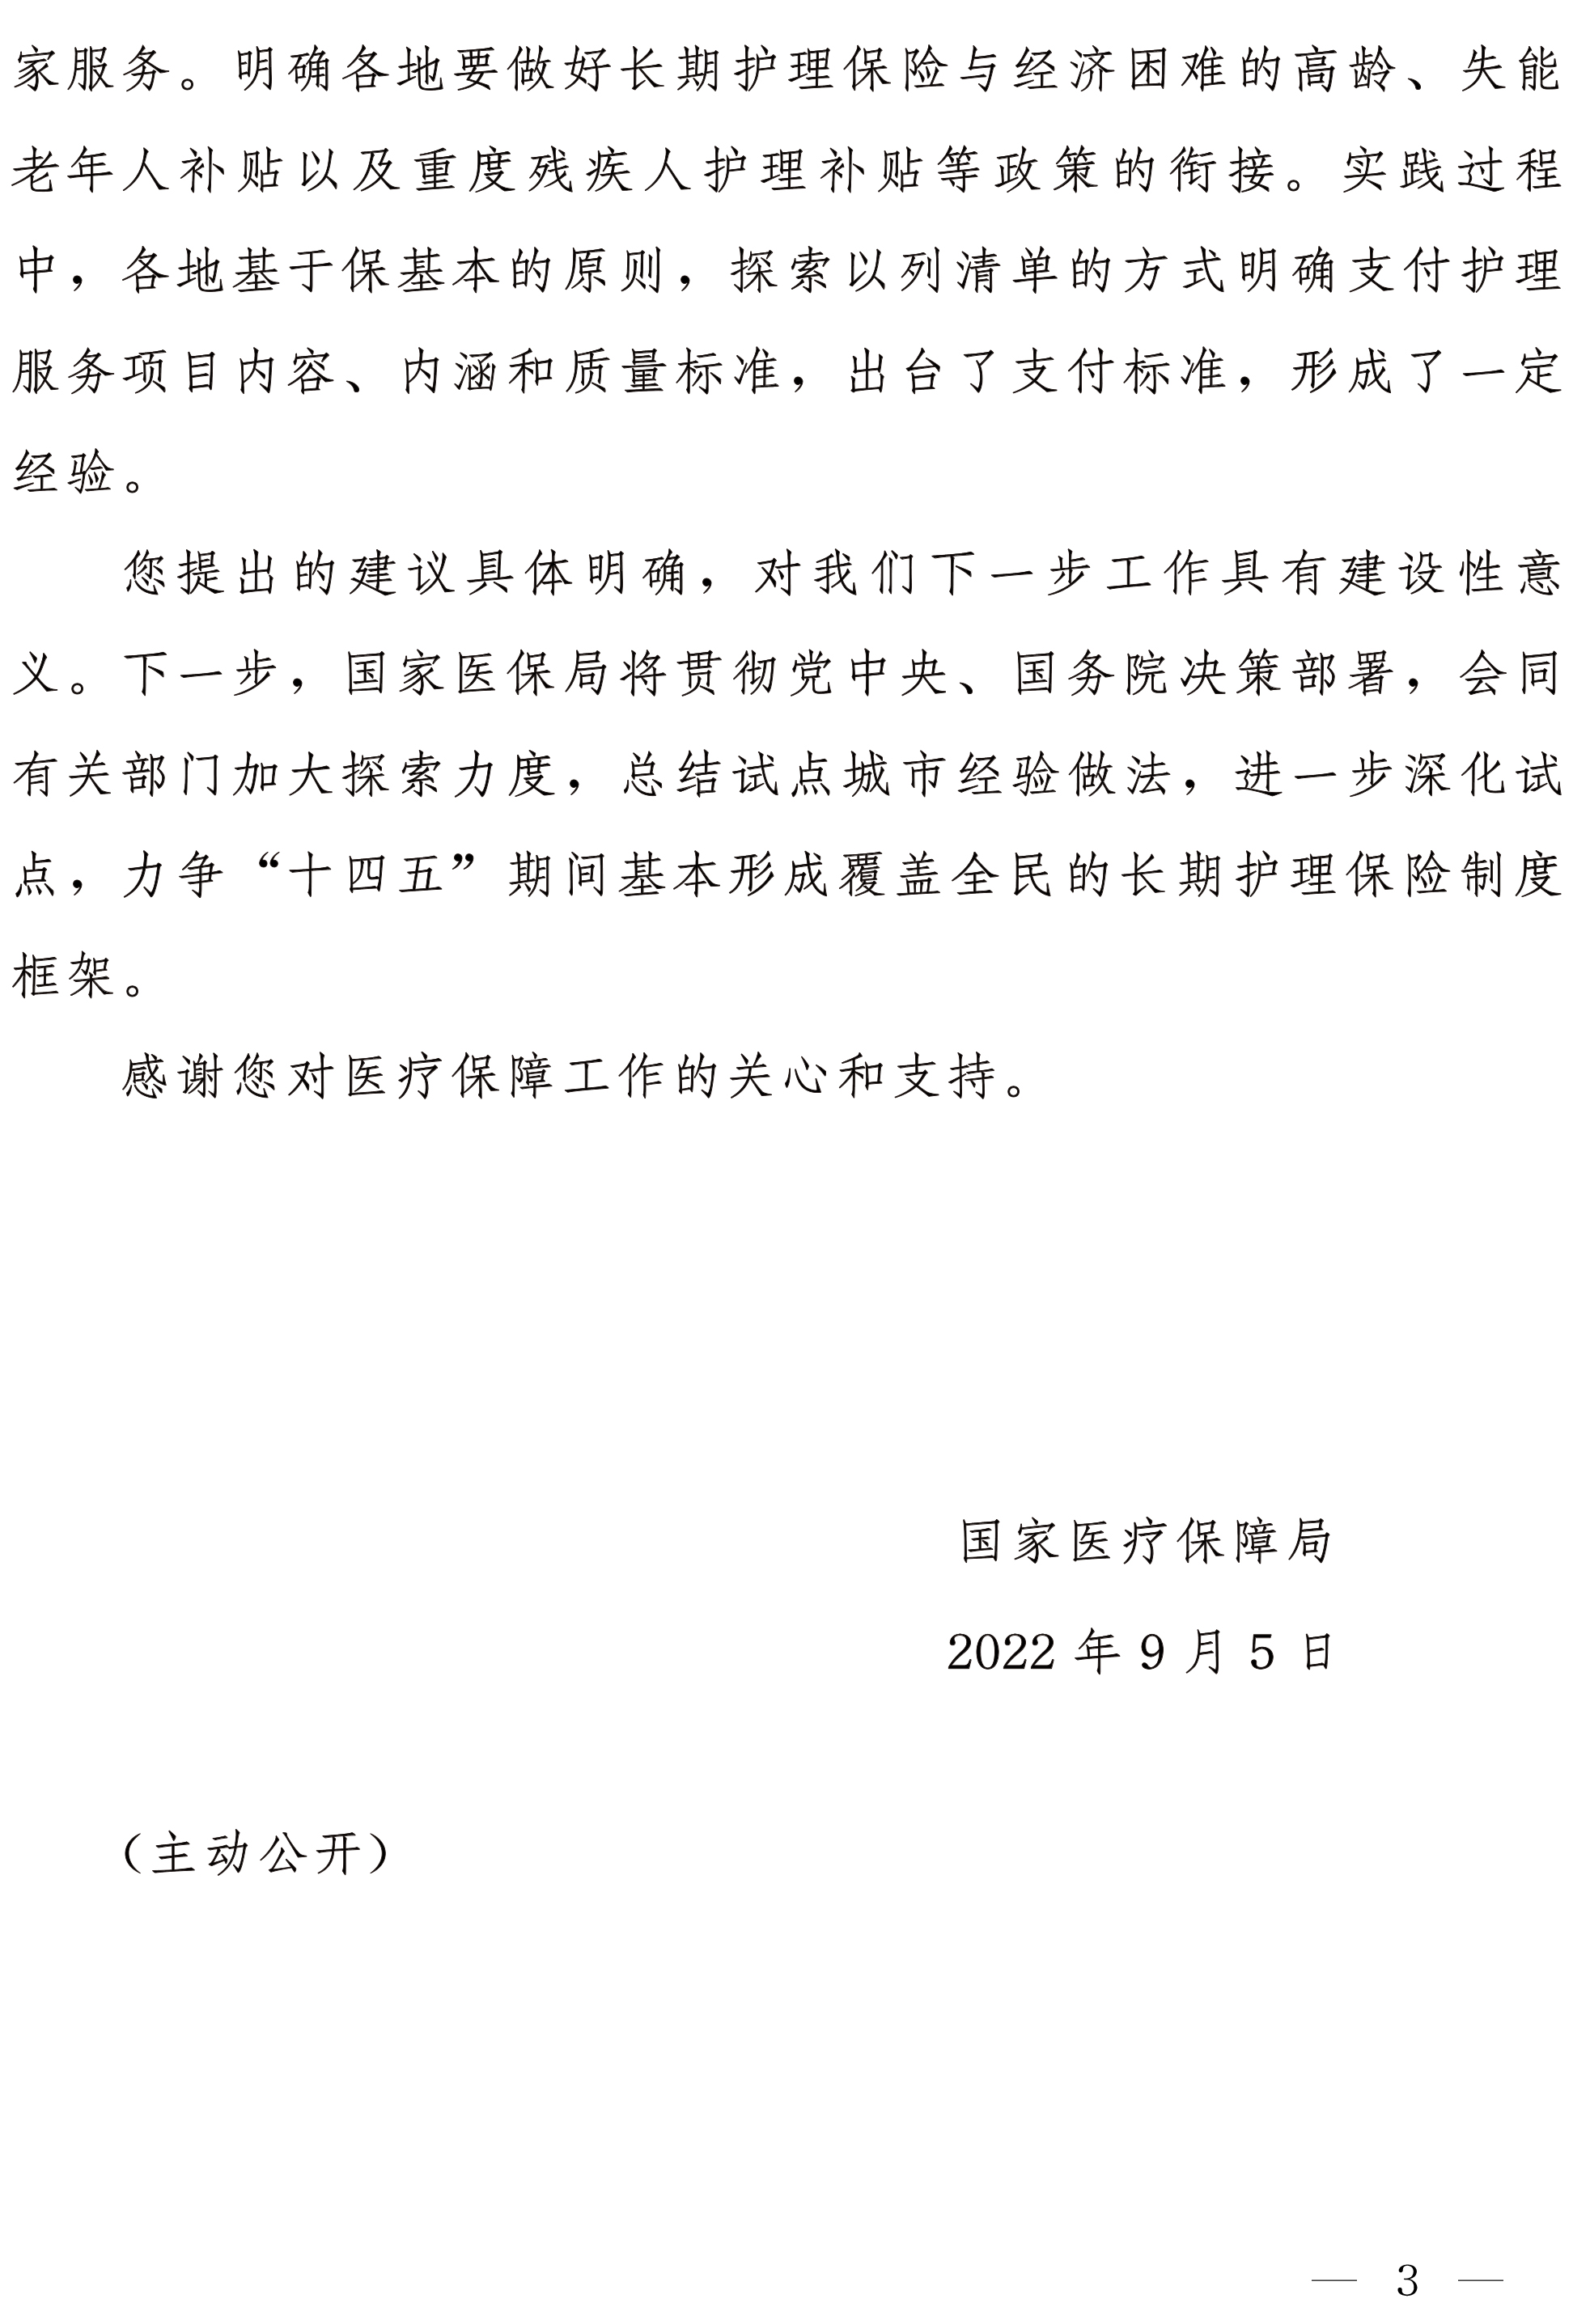 家服务。明确各地要做好长期护理保险与经济困难的高龄、失能
老年人补贴以及重度残疾人护理补贴等政策的衔接。实践过程
中，各地基于保基本的原则，探索以列清单的方式明确支付护理
服务项目内容、内涵和质量标准，出台了支付标准，形成了一定
经验。
您提出的建议具体明确，对我们下一步工作具有建设性意
义。下一步，国家医保局将贯彻党中央、国务院决策部署，会同
有关部门加大探索力度，总结试点城市经验做法，进一步深化试
点，力争“十四五”期间基本形成覆盖全民的长期护理保险制度
框架。
感谢您对医疗保障工作的关心和支持。
国家医疗保障局
2022 年 9 月 5 日
（主动公开）
— 3 —